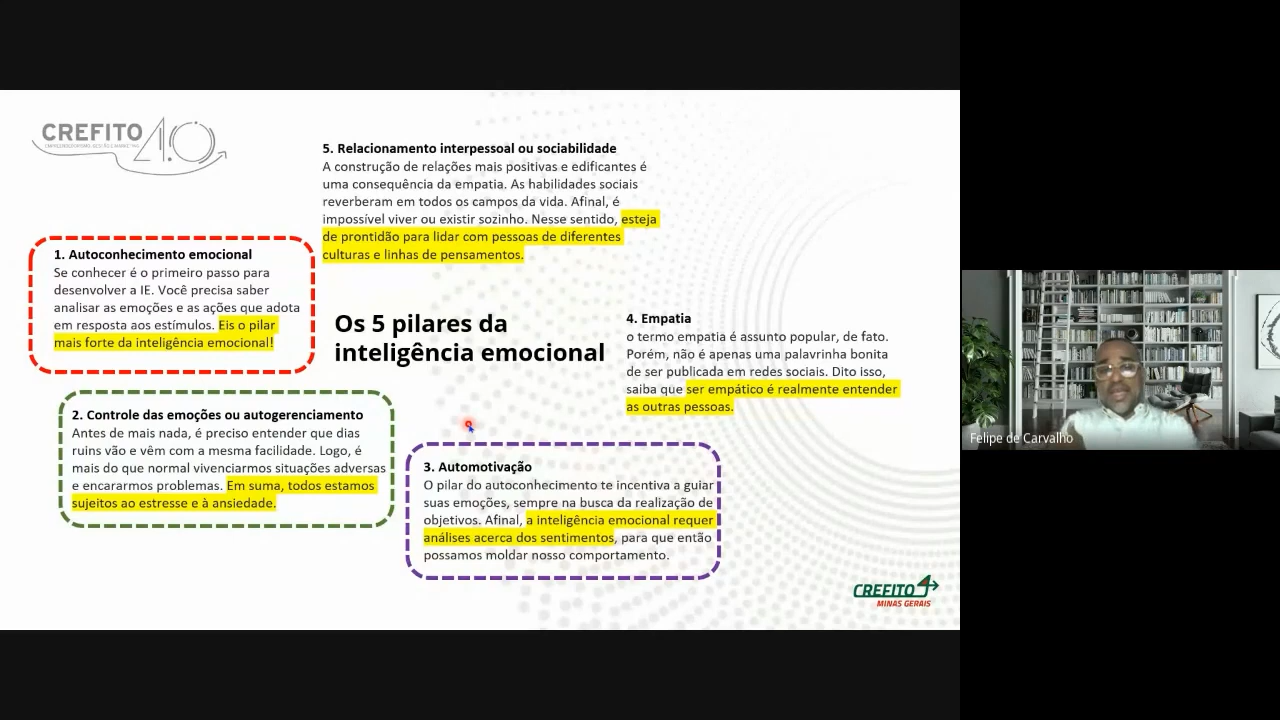 CREFITO 4.0
EMPREENDEDORISMO, GESTÃO E MARKETING
5. Relacionamento interpessoal ou sociabilidade
A construção de relações mais positivas e edificantes é
uma consequência da empatia. As habilidades sociais
reverberam em todos os campos da vida. Afinal, é
impossível viver ou existir sozinho. Nesse sentido, esteja
de prontidão para lidar com pessoas de diferentes
culturas e linhas de pensamentos.
1. Autoconhecimento emocional
Se conhecer é o primeiro passo para
desenvolver a IE. Você precisa saber
analisar as emoções e as ações que adota
em resposta aos estímulos. Eis o pilar
mais forte da inteligência emocional!
Os 5 pilares da
inteligência emocional
4. Empatia
o termo empatia é assunto popular, de fato.
Porém, não é apenas uma palavrinha bonita
de ser publicada em redes sociais. Dito isso,
saiba que ser empático é realmente entender
as outras pessoas.
2. Controle das emoções ou autogerenciamento
Antes de mais nada, é preciso entender que dias
ruins vão e vêm com a mesma facilidade. Logo, é
mais do que normal vivenciarmos situações adversas
e encararmos problemas. Em suma, todos estamos
sujeitos ao estresse e à ansiedade.
3. Automotivação
O pilar do autoconhecimento te incentiva a guiar
suas emoções, sempre na busca da realização de
objetivos. Afinal, a inteligência emocional requer
análises acerca dos sentimentos, para que então
possamos moldar nosso comportamento.
Felipe de Carvalho
CREFITO 4
MINAS GERAIS